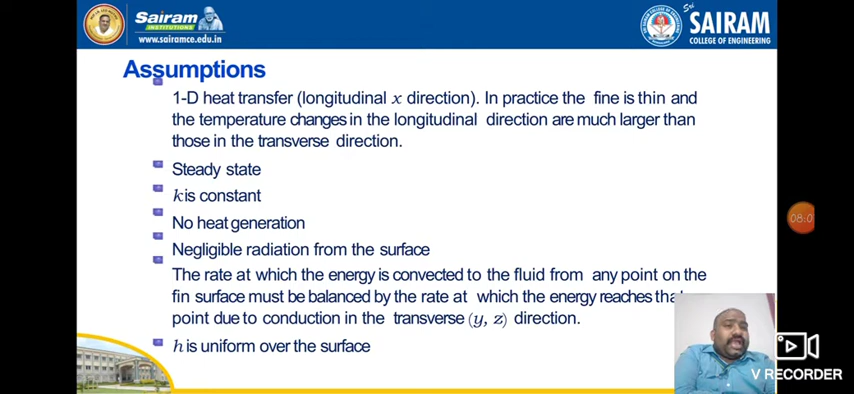 Sairam
INSTITUTIONS
www.sairamce.edu.in
Sri
SAIRAM
COLLEGE OF ENGINEERING
Assumptions
1-D heat transfer (longitudinal x direction). In practice the fine is thin and
the temperature changes in the longitudinal direction are much larger than
those in the transverse direction.
Steady state
k is constant
No heat generation
Negligible radiation from the surface
The rate at which the energy is convected to the fluid from any point on the
fin surface must be balanced by the rate at which the energy reaches that
point due to conduction in the transverse (y, z) direction.
h is uniform over the surface
V RECORDER